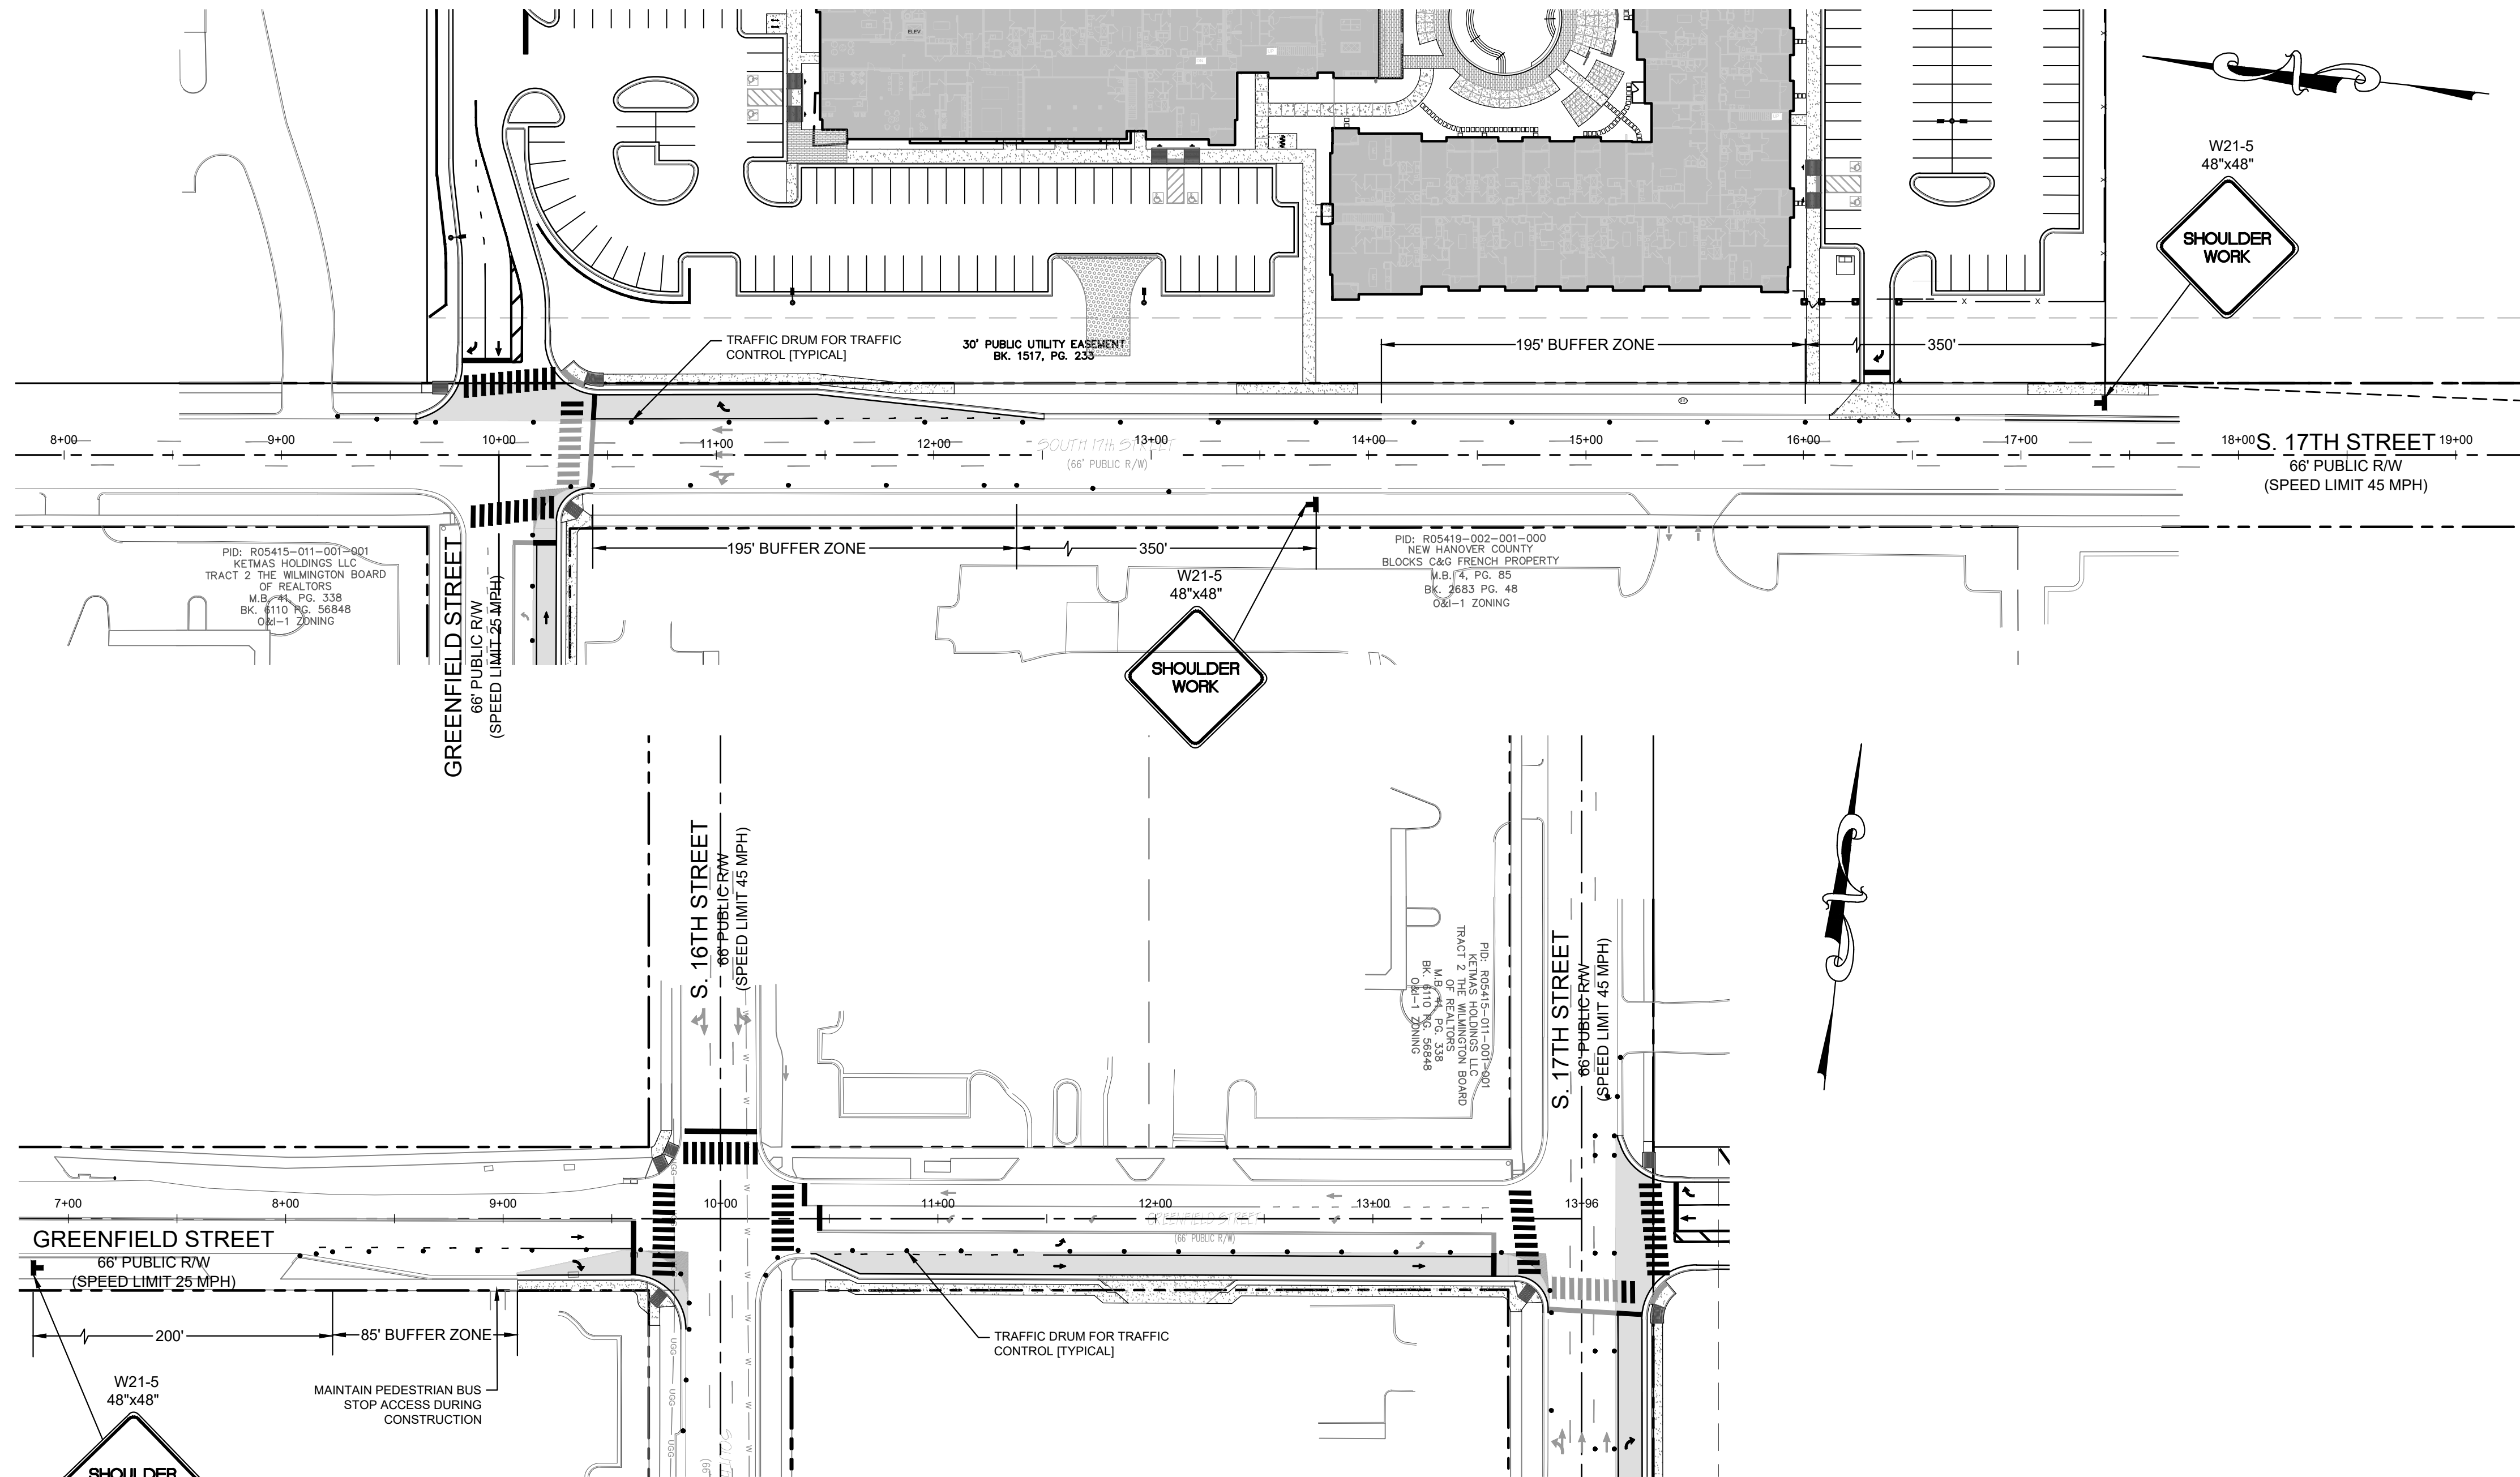 ELEV.
W21-5
48"x48"
SHOULDER
WORK
TRAFFIC DRUM FOR TRAFFIC
CONTROL [TYPICAL]
30' PUBLIC UTILITY EASEMENT
BK. 1517, PG. 233
195' BUFFER ZONE
350'
8+00
9+00
10+00
11+00
12+00
13+00
14+00
15+00
16+00
17+00
18+00
19+00
SOUTH 17th STREET
(66' PUBLIC R/W)
S. 17TH STREET
66' PUBLIC R/W
(SPEED LIMIT 45 MPH)
PID: R05415-011-001-001
KETMAS HOLDINGS LLC
TRACT 2 THE WILMINGTON BOARD
OF REALTORS
M.B. 41, PG. 338
BK. 6110 PG. 56848
O&I-1 ZONING
GREENFIELD STREET
66' PUBLIC R/W
(SPEED LIMIT 25 MPH)
195' BUFFER ZONE
350'
W21-5
48"x48"
SHOULDER
WORK
PID: R05419-002-001-000
NEW HANOVER COUNTY
BLOCKS C&G FRENCH PROPERTY
M.B. 4, PG. 85
BK. 2683 PG. 48
O&I-1 ZONING
S. 16TH STREET
66' PUBLIC R/W
(SPEED LIMIT 45 MPH)
PID: R05415-011-001-001
KETMAS HOLDINGS LLC
TRACT 2 THE WILMINGTON BOARD
OF REALTORS
M.B. 41, PG. 338
BK. 6110 PG. 56848
O&I-1 ZONING
S. 17TH STREET
66' PUBLIC R/W
(SPEED LIMIT 45 MPH)
7+00
8+00
9+00
10+00
11+00
12+00
13+00
13+96
GREENFIELD STREET
(66' PUBLIC R/W)
GREENFIELD STREET
66' PUBLIC R/W
(SPEED LIMIT 25 MPH)
200'
85' BUFFER ZONE
W21-5
48"x48"
SHOULDER
MAINTAIN PEDESTRIAN BUS
STOP ACCESS DURING
CONSTRUCTION
TRAFFIC DRUM FOR TRAFFIC
CONTROL [TYPICAL]